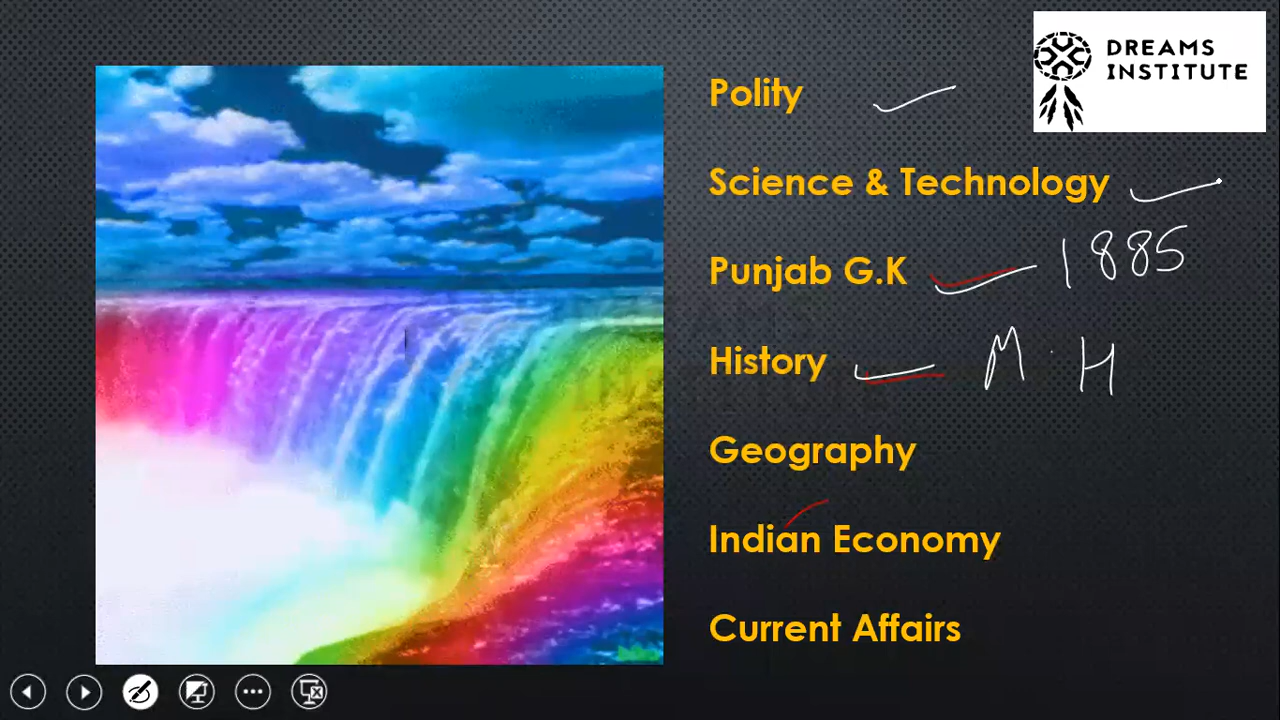 DREAMS
INSTITUTE
Polity
Science & Technology
Punjab G.K 1885
History M.H
Geography
Indian Economy
Current Affairs